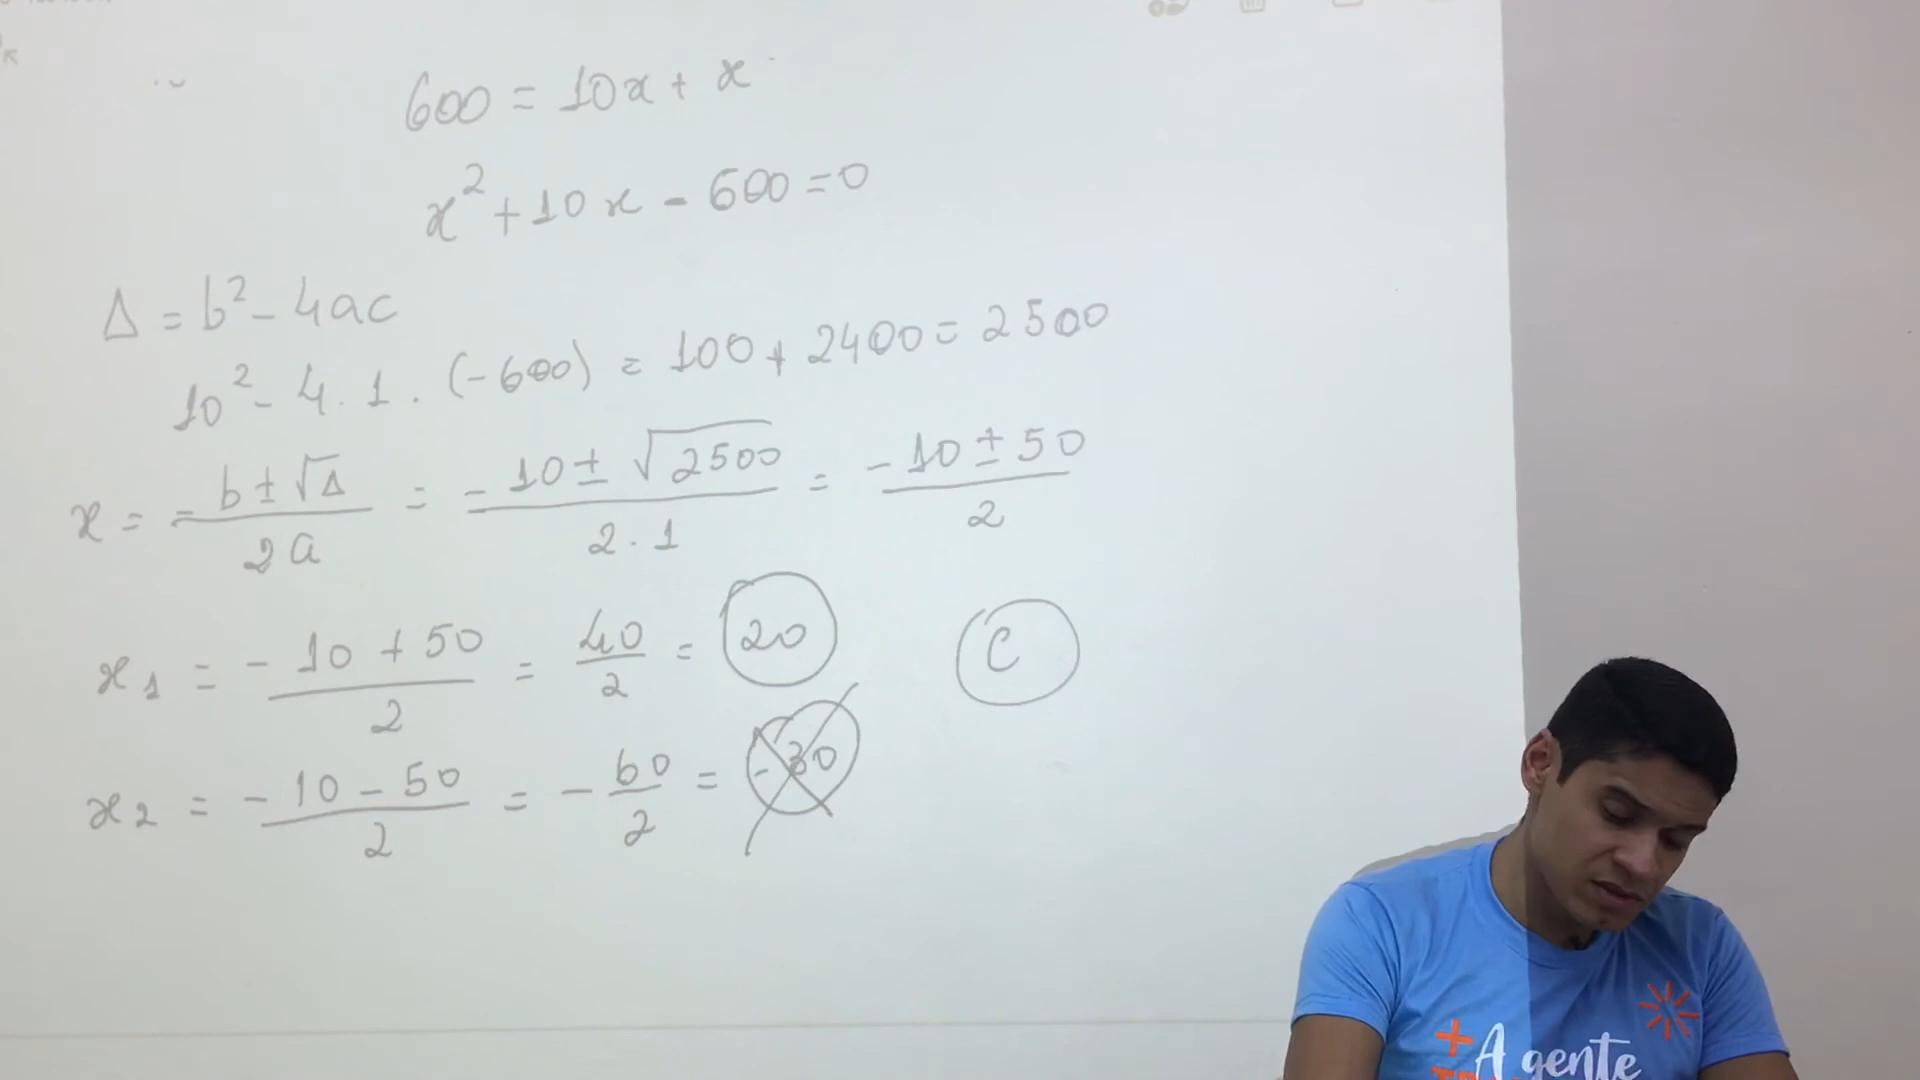 600 = 10x + x
x² + 10x - 600 = 0
Δ = b² - 4ac
10² - 4 . 1 . (-600) = 100 + 2400 = 2500
x = -b ± √Δ / 2a = -10 ± √2500 / 2 . 1 = -10 ± 50 / 2
x1 = -10 + 50 / 2 = 40 / 2 = 20
C
x2 = -10 - 50 / 2 = -60 / 2 = -30
+ A gente